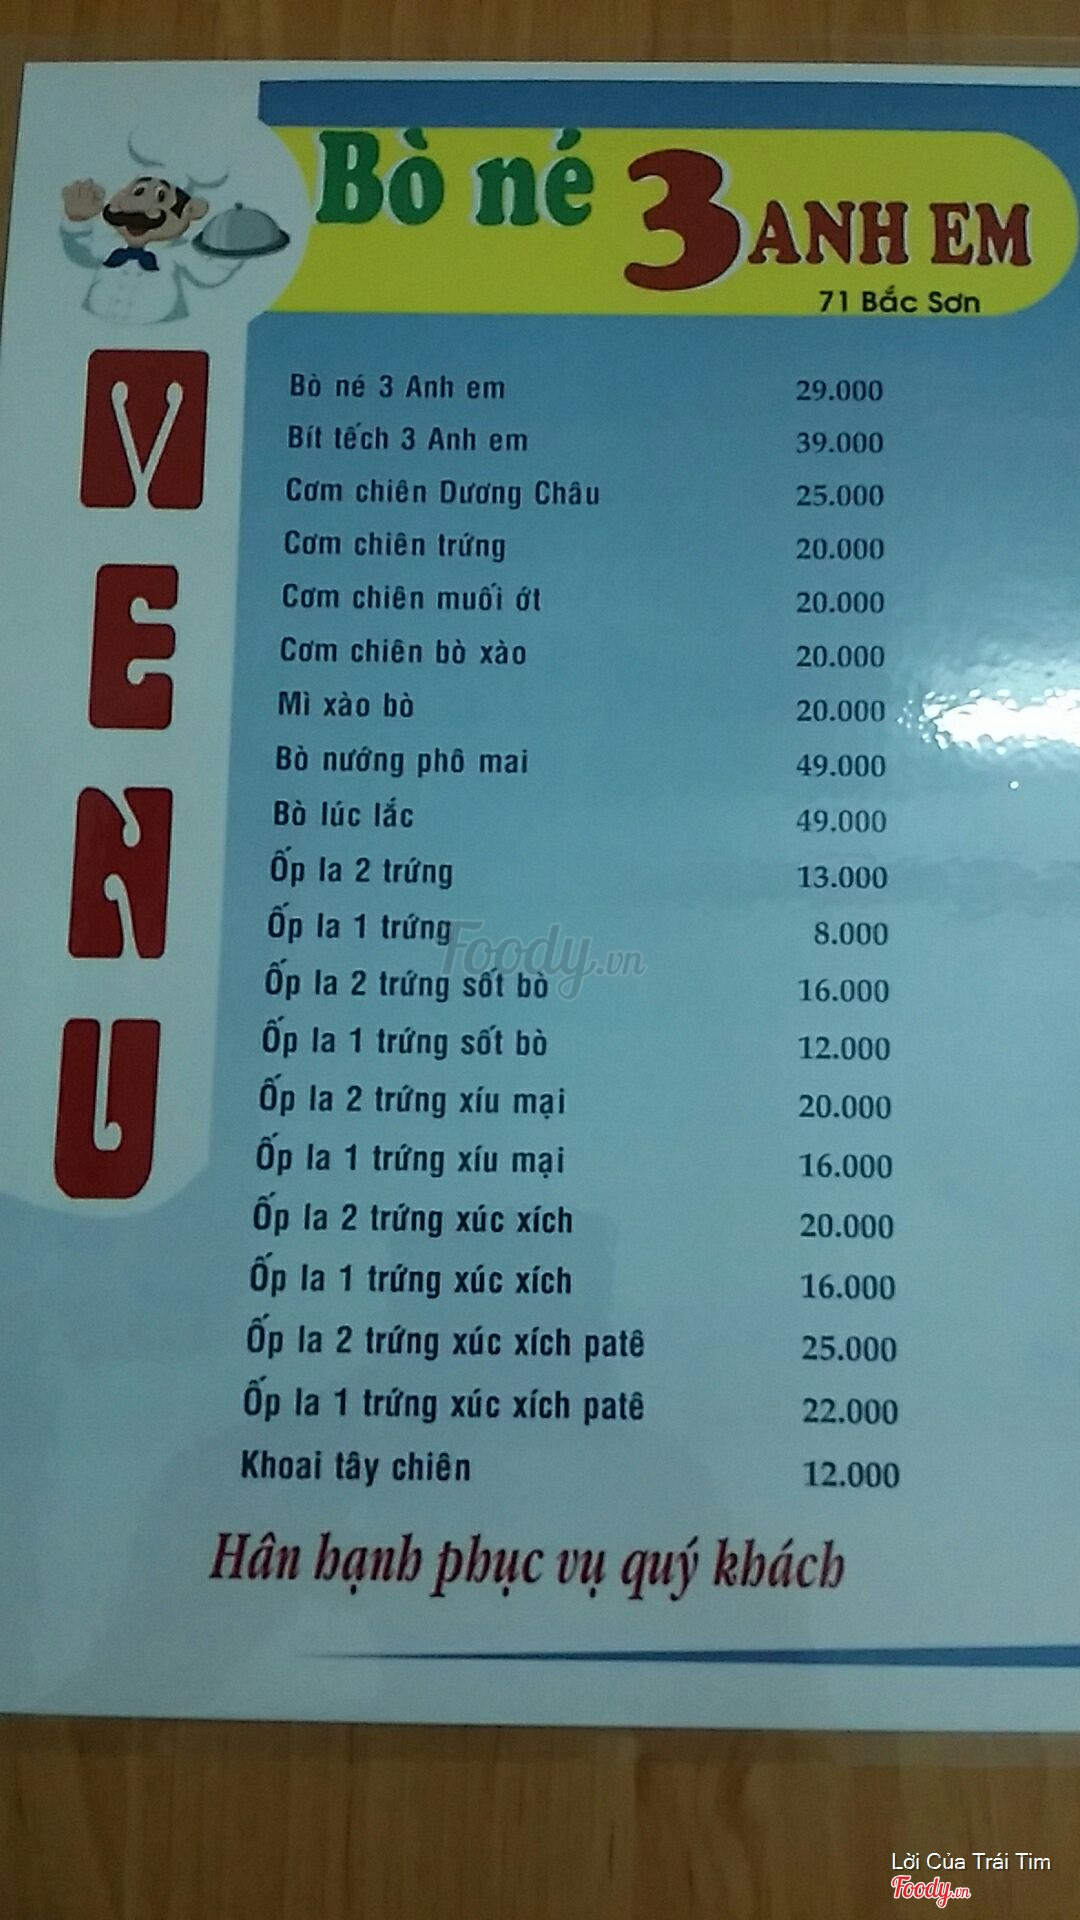 Bò né 3 ANH EM
71 Bắc Sơn
MENU
Bò né 3 Anh em 29.000
Bít tếch 3 Anh em 39.000
Cơm chiên Dương Châu 25.000
Cơm chiên trứng 20.000
Cơm chiên muối ớt 20.000
Cơm chiên bò xào 20.000
Mì xào bò 20.000
Bò nướng phô mai 49.000
Bò lúc lắc 49.000
Ốp la 2 trứng 13.000
Ốp la 1 trứng 8.000
Foody.vn
Ốp la 2 trứng sốt bò 16.000
Ốp la 1 trứng sốt bò 12.000
Ốp la 2 trứng xíu mại 20.000
Ốp la 1 trứng xíu mại 16.000
Ốp la 2 trứng xúc xích 20.000
Ốp la 1 trứng xúc xích 16.000
Ốp la 2 trứng xúc xích patê 25.000
Ốp la 1 trứng xúc xích patê 22.000
Khoai tây chiên 12.000
Hân hạnh phục vụ quý khách
Lời Của Trái Tim
Foody.vn